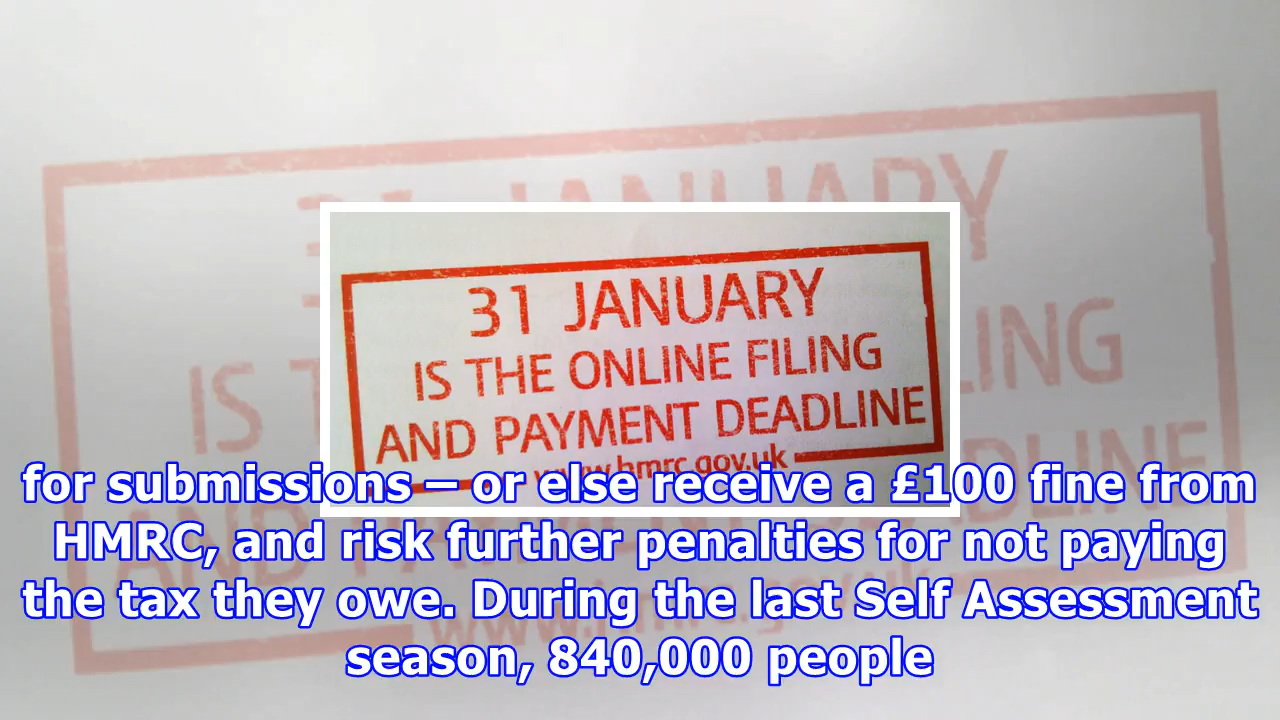 31 JANUARY
IS THE ONLINE FILING
AND PAYMENT DEADLINE
www.hmrc.gov.uk
for submissions – or else receive a £100 fine from
HMRC, and risk further penalties for not paying
the tax they owe. During the last Self Assessment
season, 840,000 people